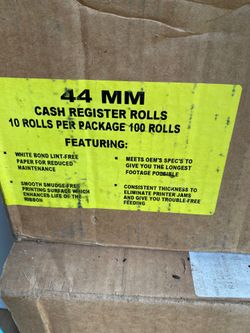 44 MM
CASH REGISTER ROLLS
10 ROLLS PER PACKAGE 100 ROLLS
FEATURING:
• WHITE BOND LINT-FREE
PAPER FOR REDUCED
MAINTENANCE
• SMOOTH SMUDGE-FREE
PRINTING SURFACE WHICH
ENHANCES LIFE OF THE
RIBBON
• MEETS OEM'S SPEC'S TO
GIVE YOU THE LONGEST
FOOTAGE POSSIBLE
• CONSISTENT THICKNESS TO
ELIMINATE PRINTER JAMS
AND GIVE YOU TROUBLE-FREE
FEEDING